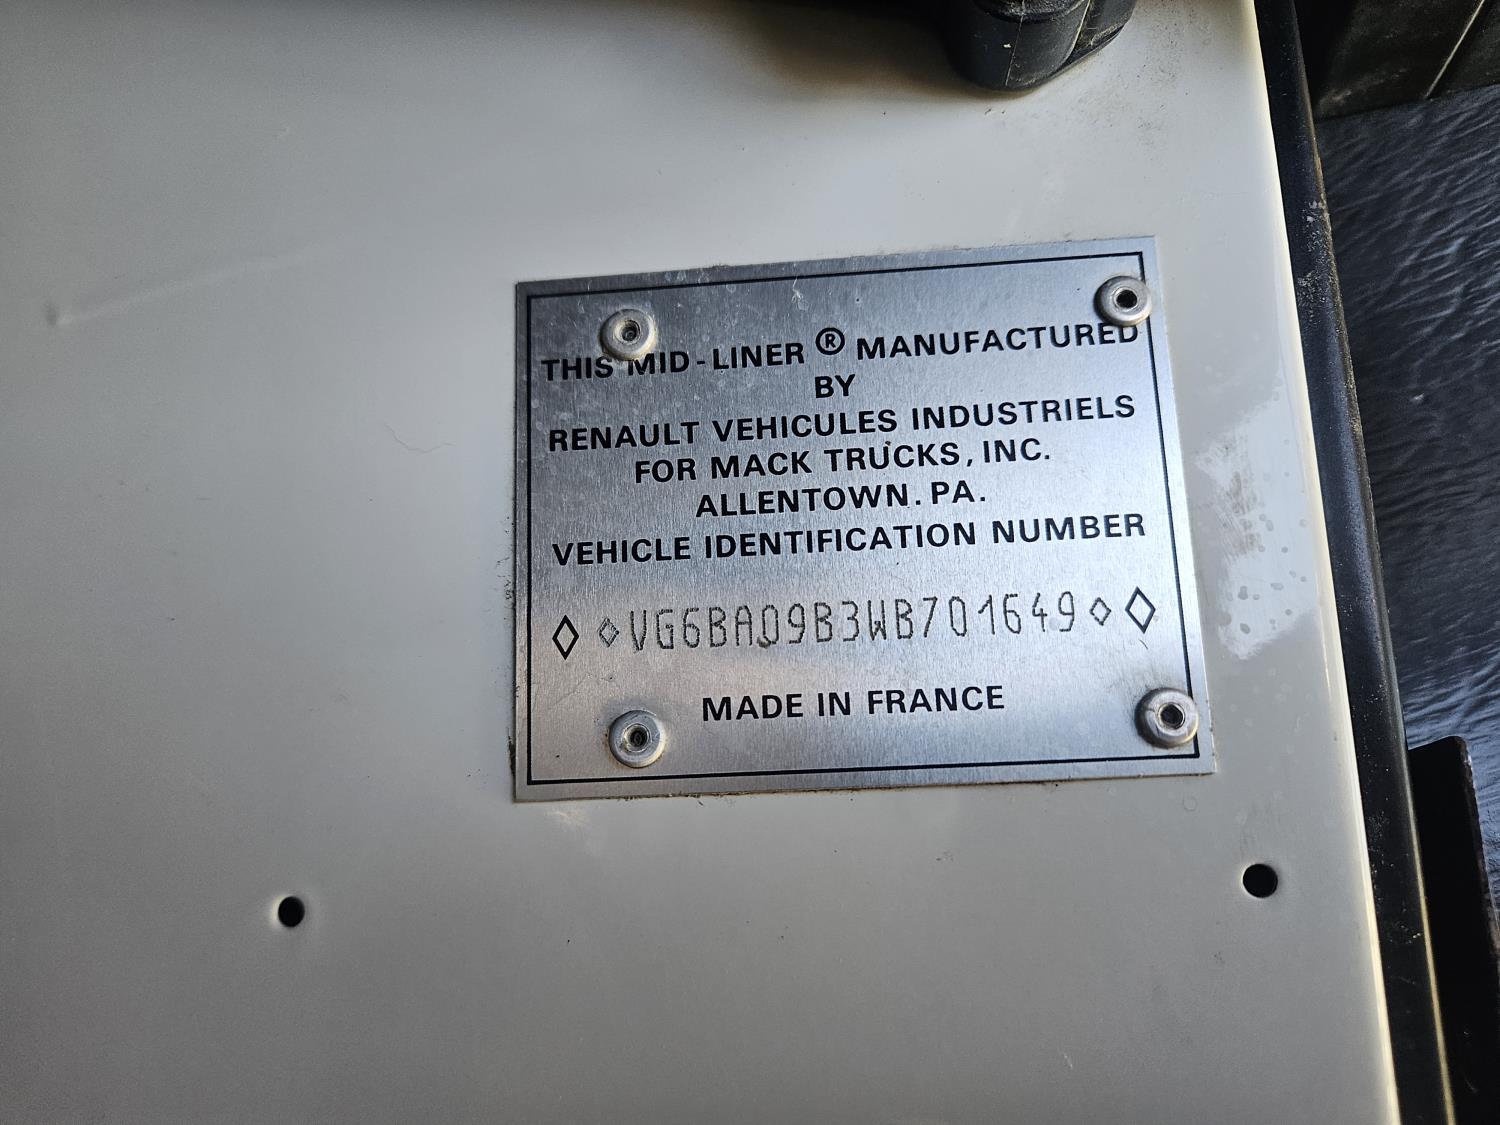 THIS MID-LINER ® MANUFACTURED
BY
RENAULT VEHICULES INDUSTRIELS
FOR MACK TRUCKS, INC.
ALLENTOWN. PA.
VEHICLE IDENTIFICATION NUMBER
VG6BA09B3WB701649
MADE IN FRANCE